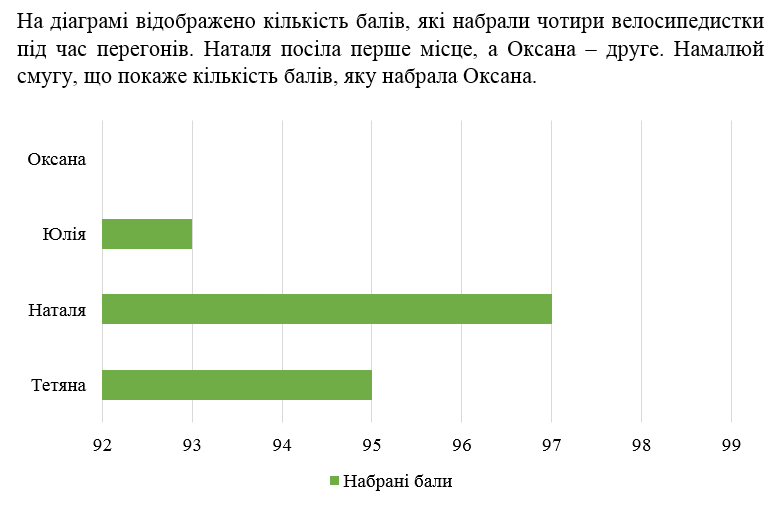 На діаграмі відображено кількість балів, які набрали чотири велосипедистки
під час перегонів. Наталя посіла перше місце, а Оксана – друге. Намалюй
смугу, що покаже кількість балів, яку набрала Оксана.
Оксана
Юлія
Наталя
Тетяна
92 93 94 95 96 97 98 99
Набрані бали